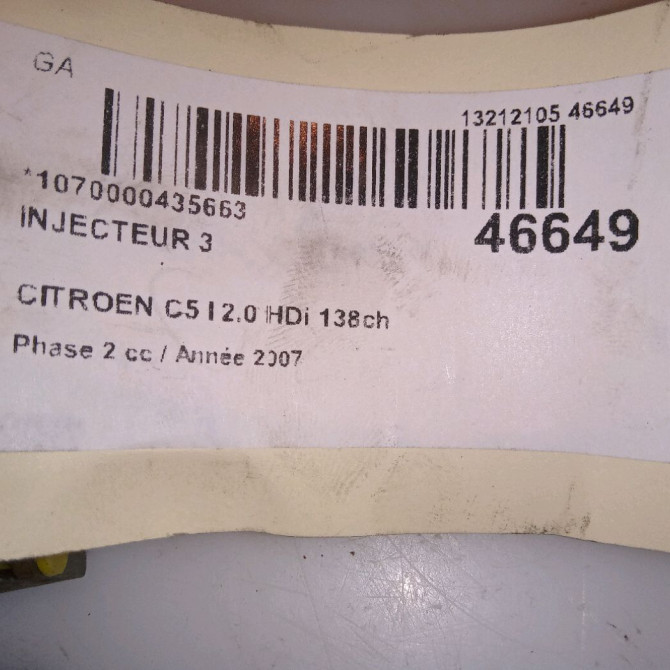 GA
13212105 46649
*1070000435663
46649
INJECTEUR 3
CITROEN C5 I 2.0 HDi 138ch
Phase 2 cc / Année 2007